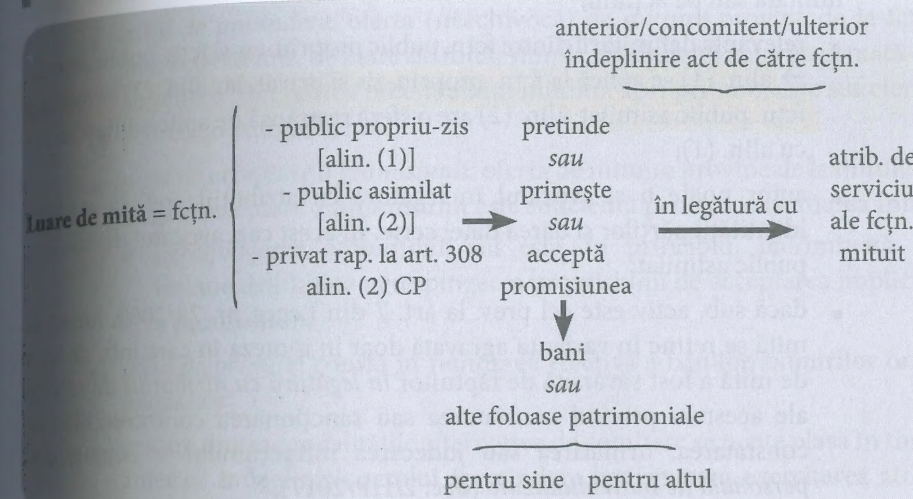 anterior/concomitent/ulterior
îndeplinire act de către fcțn.
Luare de mită = fcțn.
- public propriu-zis
[alin. (1)]
- public asimilat
[alin. (2)]
- privat rap. la art. 308
alin. (2) CP
pretinde
sau
primește
sau
acceptă
promisiunea
în legătură cu
atrib. de
serviciu
ale fcțn.
mituit
bani
sau
alte foloase patrimoniale
pentru sine pentru altul